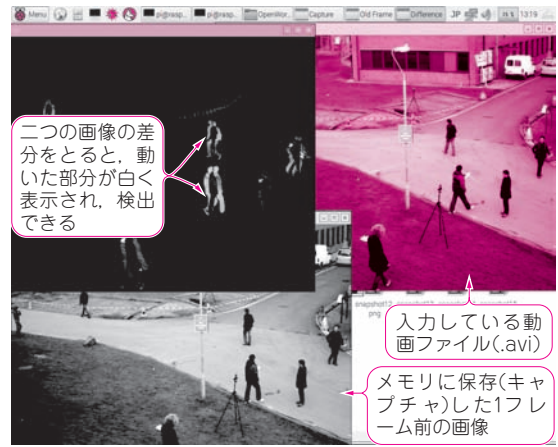 Menu pi@rasp.. pi@rasp.. OpenWor.. Capture Old Frame Difference JP 13:19
二つの画像の差
分をとると，動
いた部分が白く
表示され，検出
できる
png
入力している動
画ファイル(.avi)
メモリに保存(キャ
プチャ)した1フレ
ーム前の画像